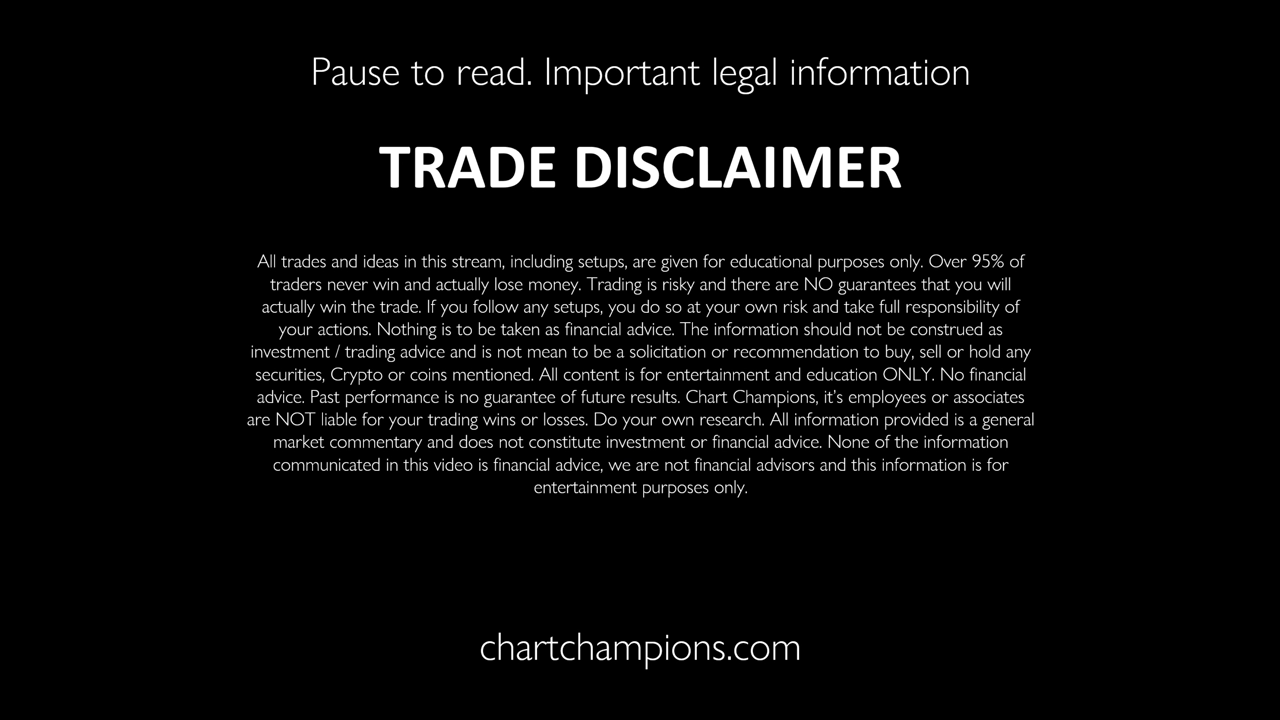 Pause to read. Important legal information
TRADE DISCLAIMER
All trades and ideas in this stream, including setups, are given for educational purposes only. Over 95% of
traders never win and actually lose money. Trading is risky and there are NO guarantees that you will
actually win the trade. If you follow any setups, you do so at your own risk and take full responsibility of
your actions. Nothing is to be taken as financial advice. The information should not be construed as
investment / trading advice and is not mean to be a solicitation or recommendation to buy, sell or hold any
securities, Crypto or coins mentioned. All content is for entertainment and education ONLY. No financial
advice. Past performance is no guarantee of future results. Chart Champions, it’s employees or associates
are NOT liable for your trading wins or losses. Do your own research. All information provided is a general
market commentary and does not constitute investment or financial advice. None of the information
communicated in this video is financial advice, we are not financial advisors and this information is for
entertainment purposes only.
chartchampions.com